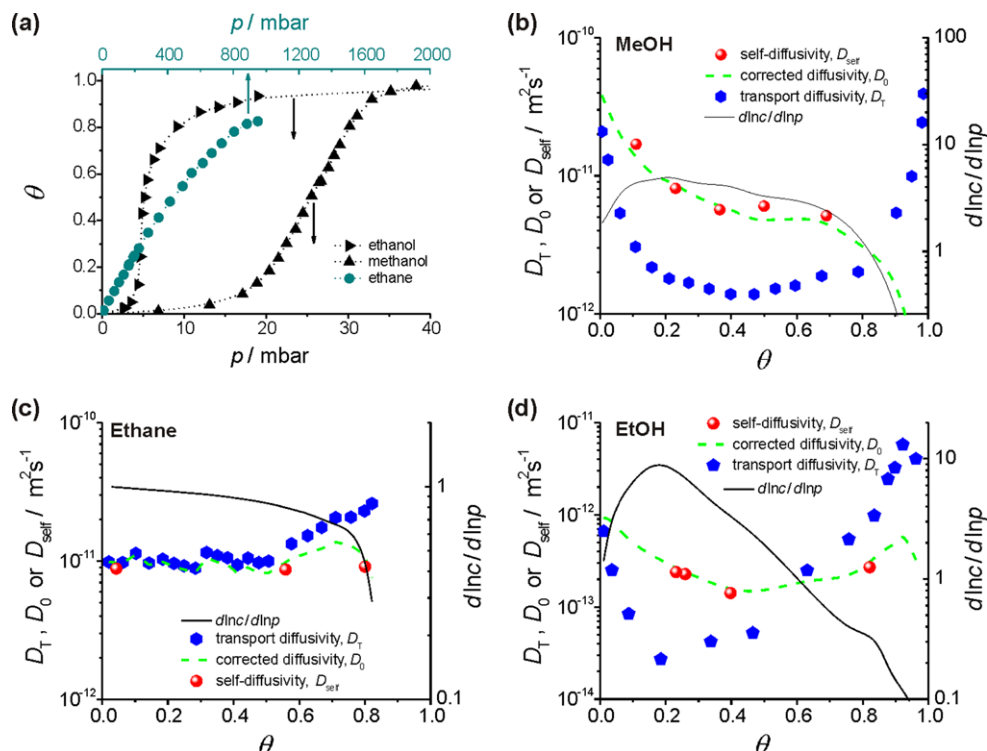 (a)
p / mbar
0 400 800 1200 1600 2000
θ
1.0
0.8
0.6
0.4
0.2
0.0
ethanol
methanol
ethane
0 10 20 30 40
p / mbar
(b)
MeOH
self-diffusivity, D_self
corrected diffusivity, D_0
transport diffusivity, D_T
dlnc/dlnp
D_T, D_0 or D_self / m²s⁻¹
10⁻¹⁰
10⁻¹¹
10⁻¹²
100
10
1
dlnc/dlnp
0.0 0.2 0.4 0.6 0.8 1.0
θ
(c)
Ethane
D_T, D_0 or D_self / m²s⁻¹
10⁻¹⁰
10⁻¹¹
10⁻¹²
dlnc/dlnp
transport diffusivity, D_T
corrected diffusivity, D_0
self-diffusivity, D_self
1
0.1
dlnc/dlnp
0.0 0.2 0.4 0.6 0.8 1.0
θ
(d)
EtOH
self-diffusivity, D_self
corrected diffusivity, D_0
transport diffusivity, D_T
dlnc/dlnp
D_T, D_0 or D_self / m²s⁻¹
10⁻¹¹
10⁻¹²
10⁻¹³
10⁻¹⁴
10
1
0.1
dlnc/dlnp
0.0 0.2 0.4 0.6 0.8 1.0
θ